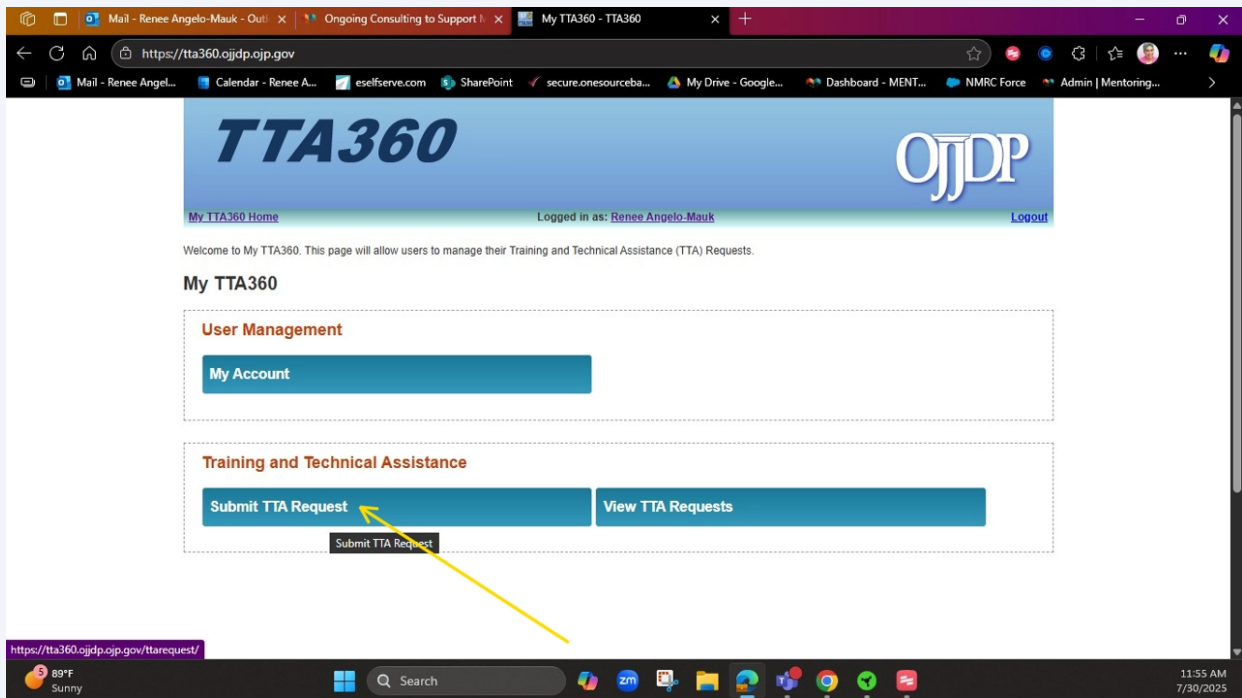 Mail - Renee Angelo-Mauk - Outl
Ongoing Consulting to Support M
My TTA360 - TTA360
https://tta360.ojjdp.ojp.gov
Mail - Renee Angel...
Calendar - Renee A...
eselfserve.com
SharePoint
secure.onesourceba...
My Drive - Google...
Dashboard - MENT...
NMRC Force
Admin | Mentoring...
TTA360
OJJDP
My TTA360 Home
Logged in as: Renee Angelo-Mauk
Logout
Welcome to My TTA360. This page will allow users to manage their Training and Technical Assistance (TTA) Requests.
My TTA360
User Management
My Account
Training and Technical Assistance
Submit TTA Request
View TTA Requests
Submit TTA Request
https://tta360.ojjdp.ojp.gov/ttarequest/
5
89°F
Sunny
Search
zm
11:55 AM
7/30/2025